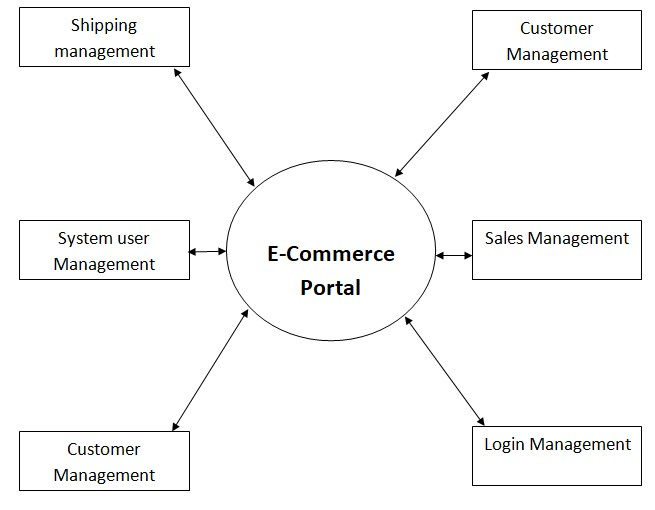 Shipping
management
Customer
Management
System user
Management
E-Commerce
Portal
Sales Management
Customer
Management
Login Management